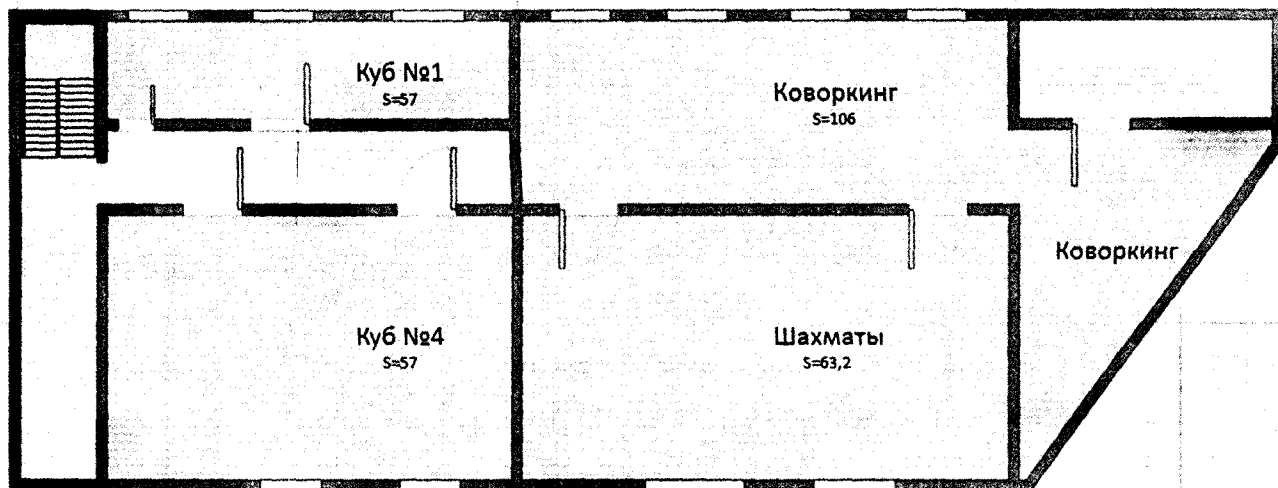 Куб №1
S=57
Коворкинг
S=106
Коворкинг
Куб №4
S=57
Шахматы
S=63,2